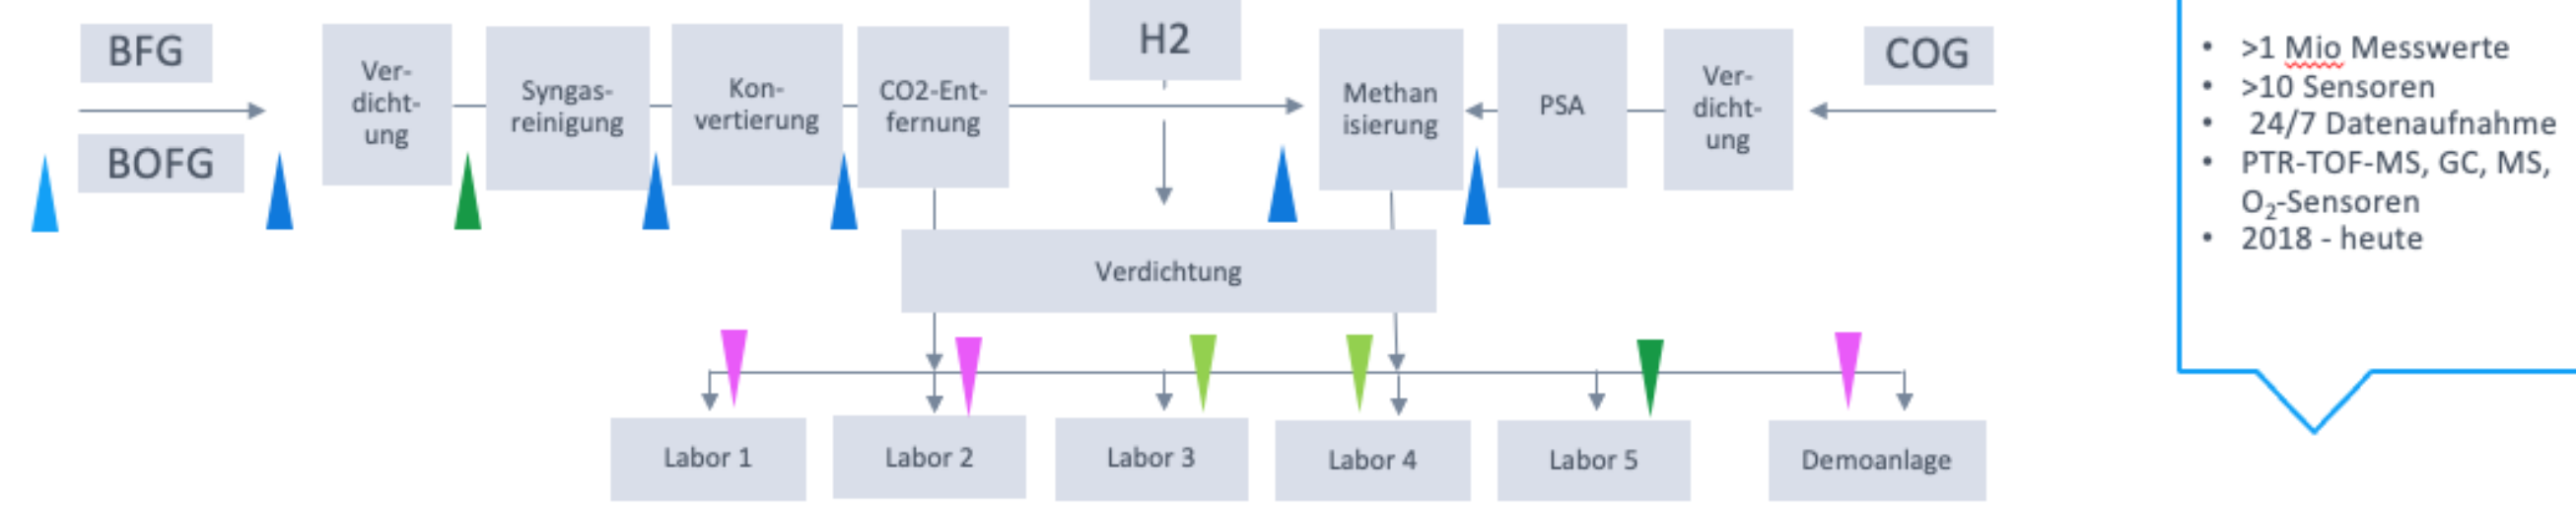 BFG
BOFG
Ver-
dicht-
ung
Syngas-
reinigung
Kon-
vertierung
CO2-Ent-
fernung
H2
Methan
isierung
PSA
Ver-
dicht-
ung
COG
Verdichtung
Labor 1
Labor 2
Labor 3
Labor 4
Labor 5
Demoanlage
• >1 Mio Messwerte
• >10 Sensoren
• 24/7 Datenaufnahme
• PTR-TOF-MS, GC, MS,
O₂-Sensoren
• 2018 - heute